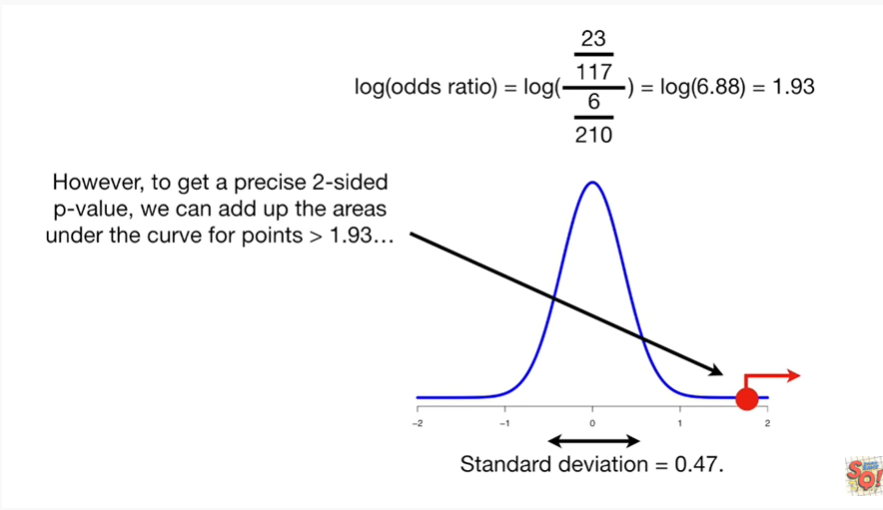 log(odds ratio) = log(23/117 / 6/210) = log(6.88) = 1.93
However, to get a precise 2-sided
p-value, we can add up the areas
under the curve for points > 1.93…
-2 -1 0 1 2
Standard deviation = 0.47.
SQ!